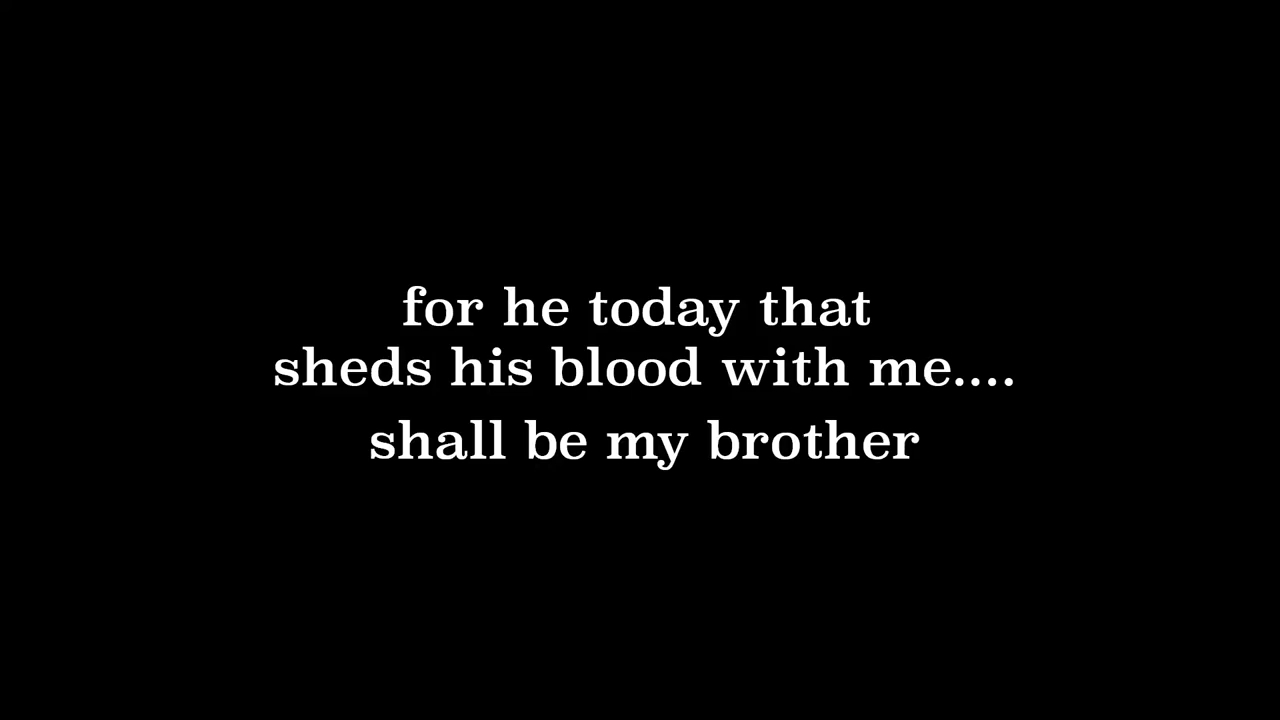 for he today that
sheds his blood with me....
shall be my brother